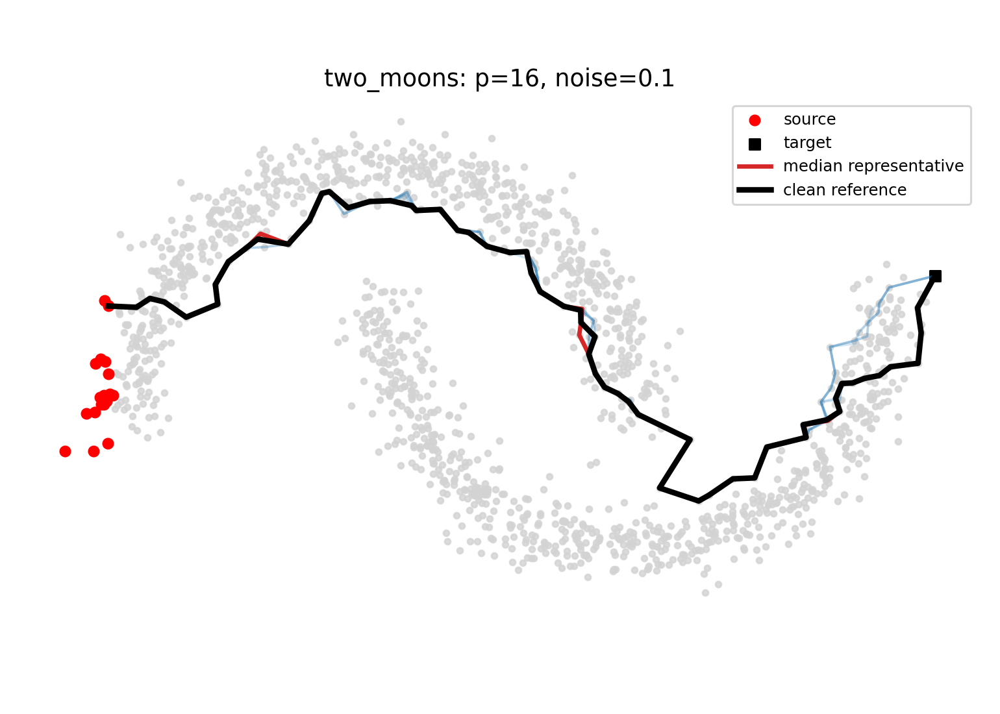 two_moons: p=16, noise=0.1
source
target
median representative
clean reference